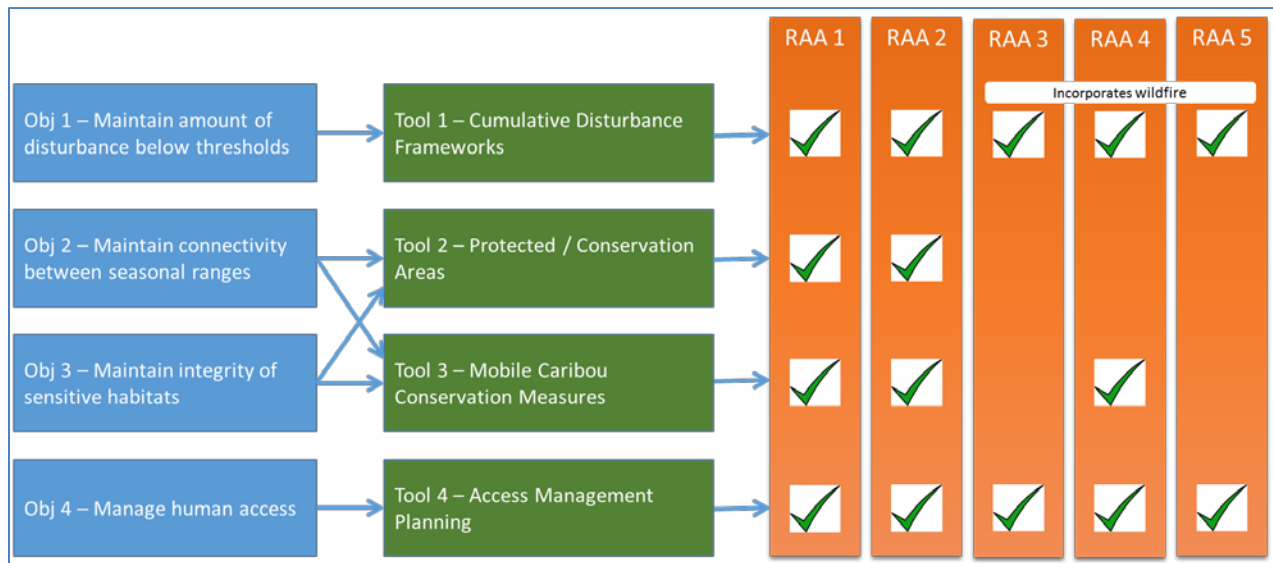 RAA 1
RAA 2
RAA 3
RAA 4
RAA 5
Incorporates wildfire
Obj 1 – Maintain amount of
disturbance below thresholds
Tool 1 – Cumulative Disturbance
Frameworks
Obj 2 – Maintain connectivity
between seasonal ranges
Tool 2 – Protected / Conservation
Areas
Obj 3 – Maintain integrity of
sensitive habitats
Tool 3 – Mobile Caribou
Conservation Measures
Obj 4 – Manage human access
Tool 4 – Access Management
Planning